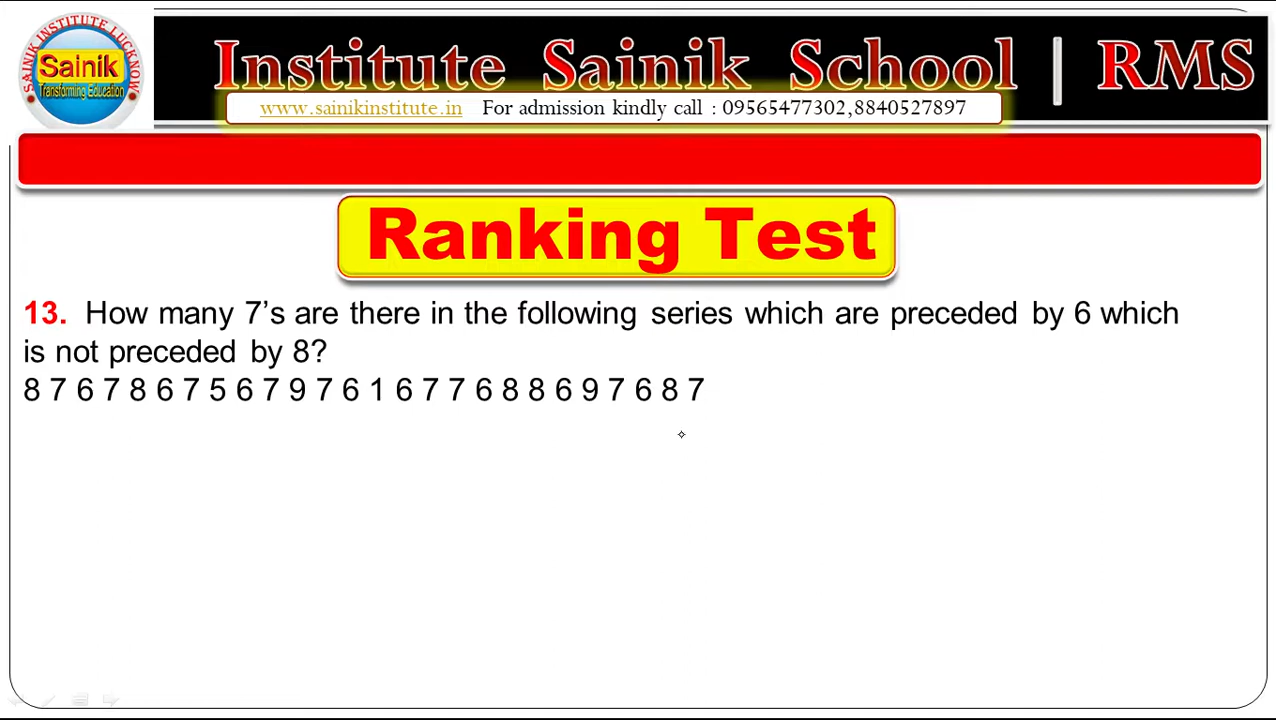 SAINIK INSTITUTE LUCKNOW
Sainik
Transforming Education
Institute Sainik School | RMS
www.sainikinstitute.in For admission kindly call : 09565477302,8840527897
Ranking Test
13. How many 7’s are there in the following series which are preceded by 6 which
is not preceded by 8?
8 7 6 7 8 6 7 5 6 7 9 7 6 1 6 7 7 6 8 8 6 9 7 6 8 7